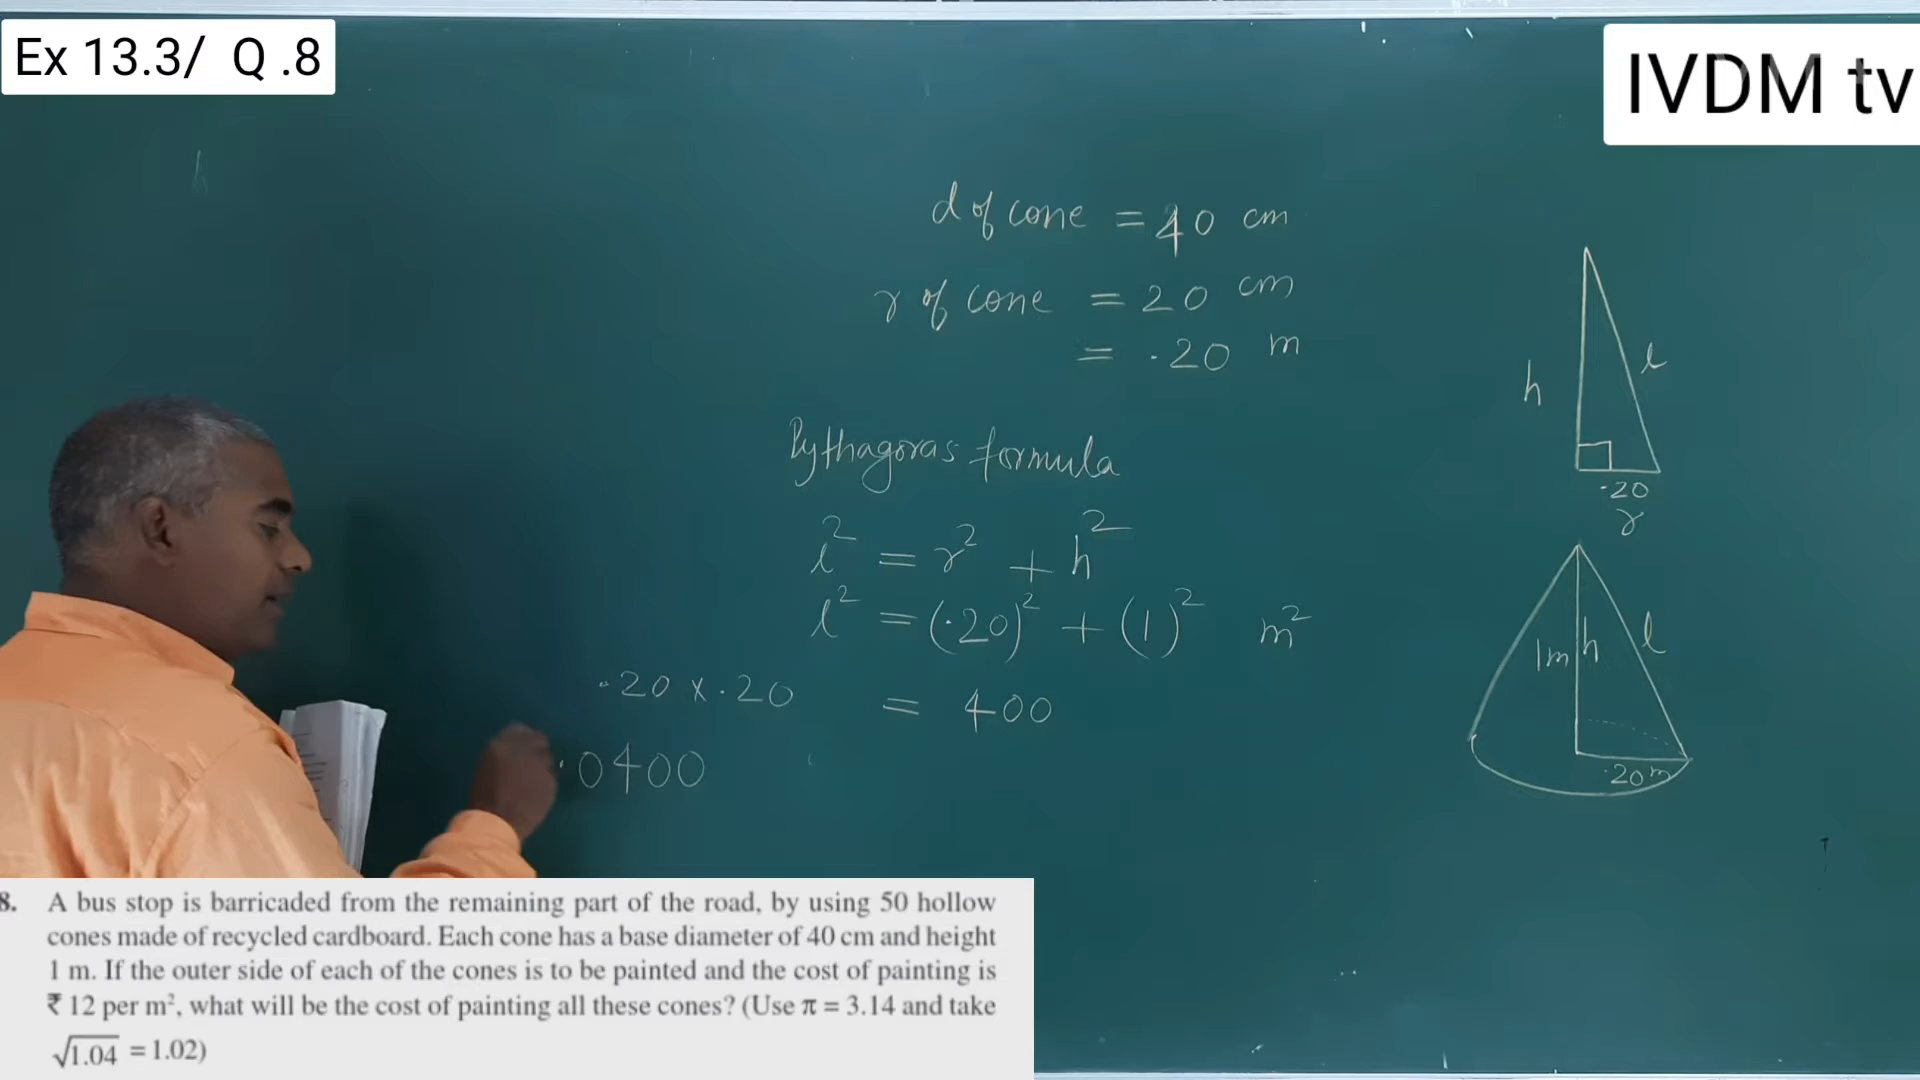 Ex 13.3/ Q .8
IVDM tv
h
d of cone = 40 cm
r of cone = 20 cm
= .20 m
Pythagoras formula
l² = r² + h²
l² = (.20)² + (1)² m²
.20 x .20
= 400
.0400
h
l
.20
r
1m
h
l
.20m
8. A bus stop is barricaded from the remaining part of the road, by using 50 hollow
cones made of recycled cardboard. Each cone has a base diameter of 40 cm and height
1 m. If the outer side of each of the cones is to be painted and the cost of painting is
₹ 12 per m², what will be the cost of painting all these cones? (Use π = 3.14 and take
√1.04 = 1.02)